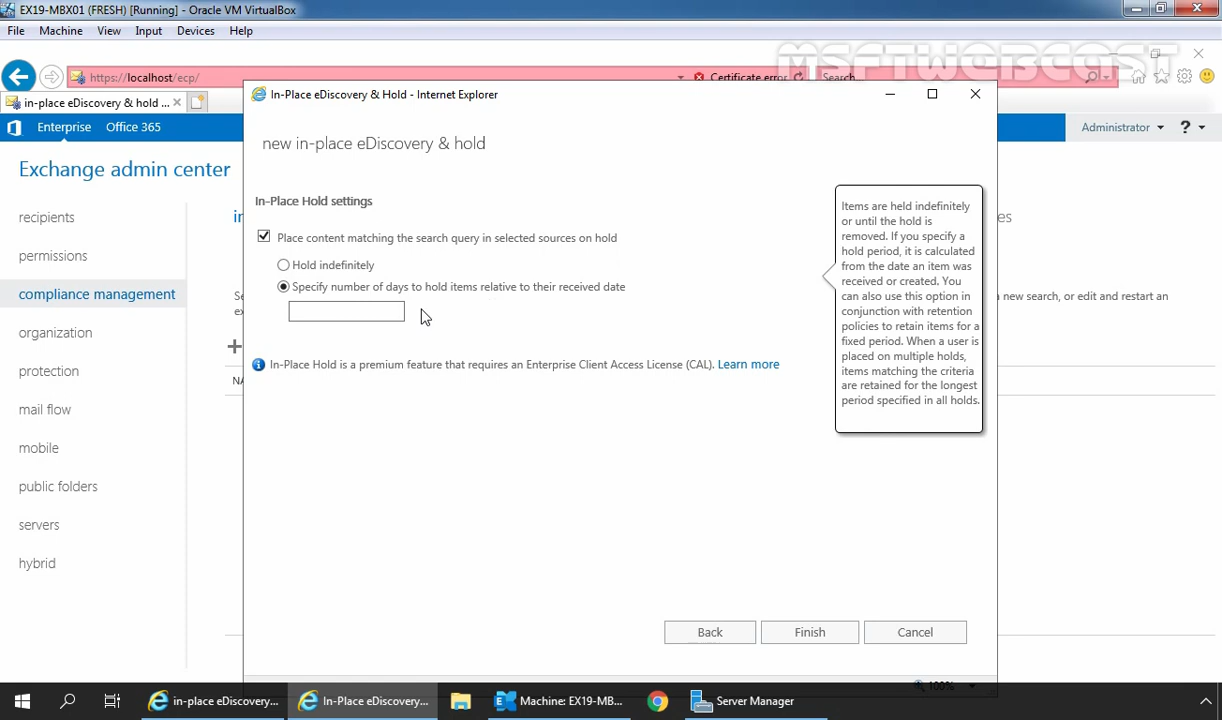 EX19-MBX01 (FRESH) [Running] - Oracle VM VirtualBox
File Machine View Input Devices Help
MSFTWEBCAST
https://localhost/ecp/
Certificate error
Search...
in-place eDiscovery & hold ...
In-Place eDiscovery & Hold - Internet Explorer
Enterprise Office 365
Administrator ?
new in-place eDiscovery & hold
Exchange admin center
recipients
permissions
compliance management
organization
protection
mail flow
mobile
public folders
servers
hybrid
In-Place Hold settings
Place content matching the search query in selected sources on hold
Hold indefinitely
Specify number of days to hold items relative to their received date
In-Place Hold is a premium feature that requires an Enterprise Client Access License (CAL). Learn more
Items are held indefinitely
or until the hold is
removed. If you specify a
hold period, it is calculated
from the date an item was
received or created. You
can also use this option in
conjunction with retention
policies to retain items for a
fixed period. When a user is
placed on multiple holds,
items matching the criteria
are retained for the longest
period specified in all holds.
a new search, or edit and restart an
Back Finish Cancel
100%
in-place eDiscovery...
In-Place eDiscovery...
Machine: EX19-MB...
Server Manager